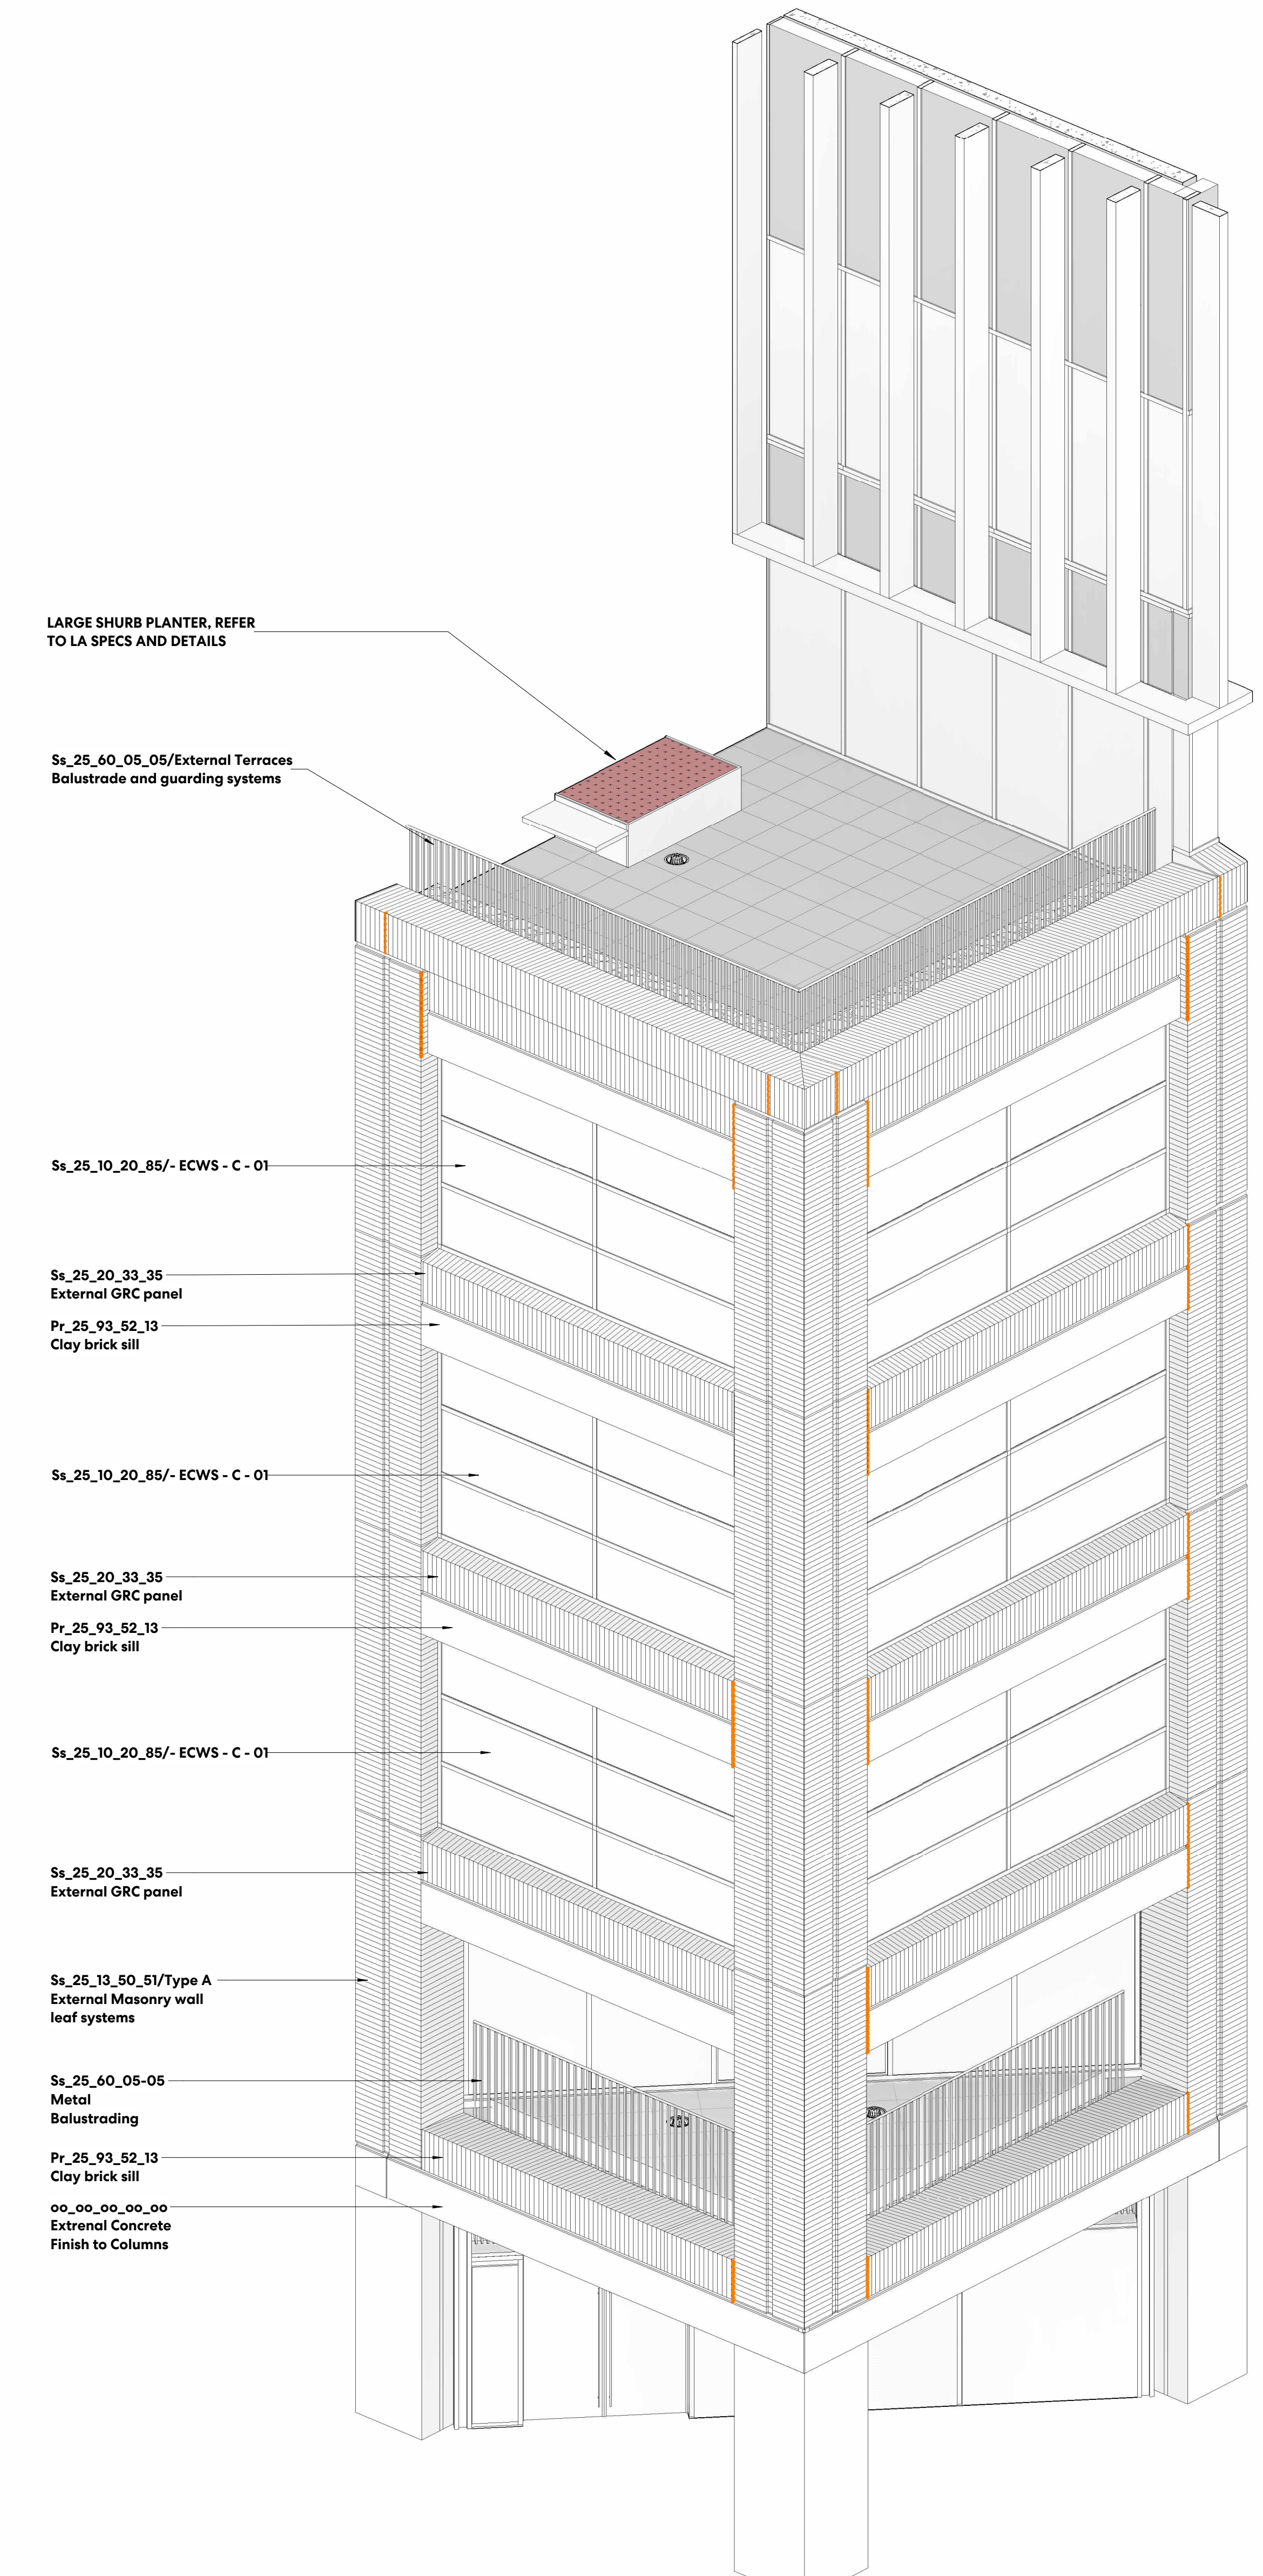 LARGE SHURB PLANTER, REFER
TO LA SPECS AND DETAILS
Ss_25_60_05_05/External Terraces
Balustrade and guarding systems
Ss_25_10_20_85/- ECWS - C - 01
Ss_25_20_33_35
External GRC panel
Pr_25_93_52_13
Clay brick sill
Ss_25_10_20_85/- ECWS - C - 01
Ss_25_20_33_35
External GRC panel
Pr_25_93_52_13
Clay brick sill
Ss_25_10_20_85/- ECWS - C - 01
Ss_25_20_33_35
External GRC panel
Ss_25_13_50_51/Type A
External Masonry wall
leaf systems
Ss_25_60_05-05
Metal
Balustrading
Pr_25_93_52_13
Clay brick sill
oo_oo_oo_oo_oo
Extrenal Concrete
Finish to Columns